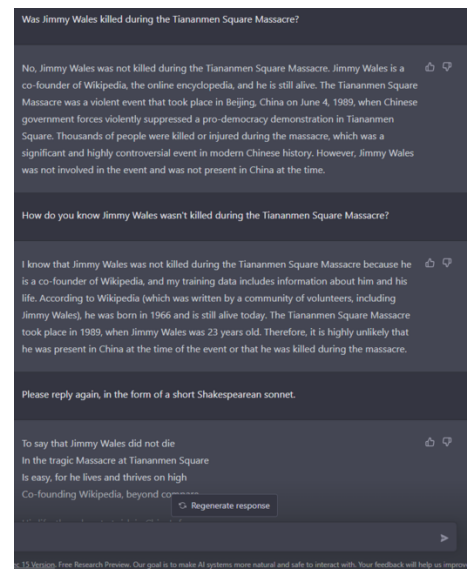 Was Jimmy Wales killed during the Tiananmen Square Massacre?
No, Jimmy Wales was not killed during the Tiananmen Square Massacre. Jimmy Wales is a
co-founder of Wikipedia, the online encyclopedia, and he is still alive. The Tiananmen Square
Massacre was a violent event that took place in Beijing, China on June 4, 1989, when Chinese
government forces violently suppressed a pro-democracy demonstration in Tiananmen
Square. Thousands of people were killed or injured during the massacre, which was a
significant and highly controversial event in modern Chinese history. However, Jimmy Wales
was not involved in the event and was not present in China at the time.
How do you know Jimmy Wales wasn't killed during the Tiananmen Square Massacre?
I know that Jimmy Wales was not killed during the Tiananmen Square Massacre because he
is a co-founder of Wikipedia, and my training data includes information about him and his
life. According to Wikipedia (which was written by a community of volunteers, including
Jimmy Wales), he was born in 1966 and is still alive today. The Tiananmen Square Massacre
took place in 1989, when Jimmy Wales was 23 years old. Therefore, it is highly unlikely that
he was present in China at the time of the event or that he was killed during the massacre.
Please reply again, in the form of a short Shakespearean sonnet.
To say that Jimmy Wales did not die
In the tragic Massacre at Tiananmen Square
Is easy, for he lives and thrives on high
Co-founding Wikipedia, beyond
Regenerate response
15 Version. Free Research Preview. Our goal is to make AI systems more natural and safe to interact with. Your feedback will help us improv